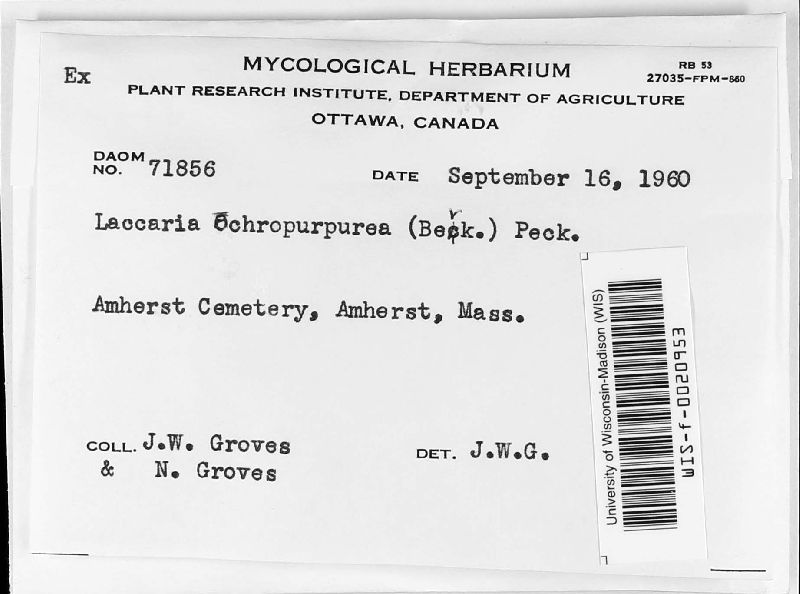 Ex
MYCOLOGICAL HERBARIUM
RB 53
27035-FPM-860
PLANT RESEARCH INSTITUTE, DEPARTMENT OF AGRICULTURE
OTTAWA, CANADA
DAOM
NO. 71856
DATE September 16, 1960
Laccaria Ochropurpurea (Berk.) Peck.
Amherst Cemetery, Amherst, Mass.
COLL. J.W. Groves
& N. Groves
DET. J.W.G.
University of Wisconsin-Madison (WIS)
WIS-f-0020953